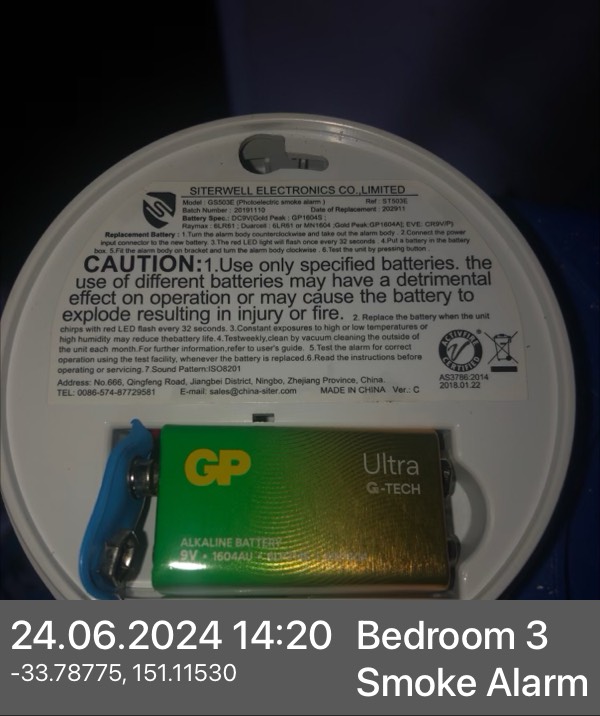 SITERWELL ELECTRONICS CO.,LIMITED
Model : GS503E (Photoelectric smoke alarm ) Ref : ST503E
Batch Number : 20191110 Date of Replacement : 202911
Battery Spec.: DC9V(Gold Peak : GP1604S ;
Raymax : 6LR61 ; Duarcell : 6LR61 or MN1604 ;Gold Peak:GP1604A|; EVE: CR9V/P)
Replacement Battery : 1.Turn the alarm body counterclockwise and take out the alarm body . 2.Connect the power
input connector to the new battery. 3.The red LED light will flash once every 32 seconds . 4.Put a battery in the battery
box. 5.Fit the alarm body on bracket and turn the alarm body clockwise . 6.Test the unit by pressing button .
CAUTION:1.Use only specified batteries. the
use of different batteries may have a detrimental
effect on operation or may cause the battery to
explode resulting in injury or fire. 2. Replace the battery when the unit
chirps with red LED flash every 32 seconds. 3.Constant exposures to high or low temperatures or
high humidity may reduce thebattery life. 4.Testweekly,clean by vacuum cleaning the outside of
the unit each month.For further information,refer to user's guide. 5.Test the alarm for correct
operation using the test facility, whenever the battery is replaced.6.Read the instructions before
operating or servicing.7.Sound Pattern:ISO8201
ACTIVFIRE
CERTIFIED
AS3786:2014
2018.01.22
Address: No.666, Qingfeng Road, Jiangbei District, Ningbo, Zhejiang Province, China.
TEL: 0086-574-87729581 E-mail: sales@china-siter.com MADE IN CHINA Ver.: C
GP
Ultra
G-TECH
ALKALINE BATTERY
9V • 1604AU
24.06.2024 14:20
-33.78775, 151.11530
Bedroom 3
Smoke Alarm